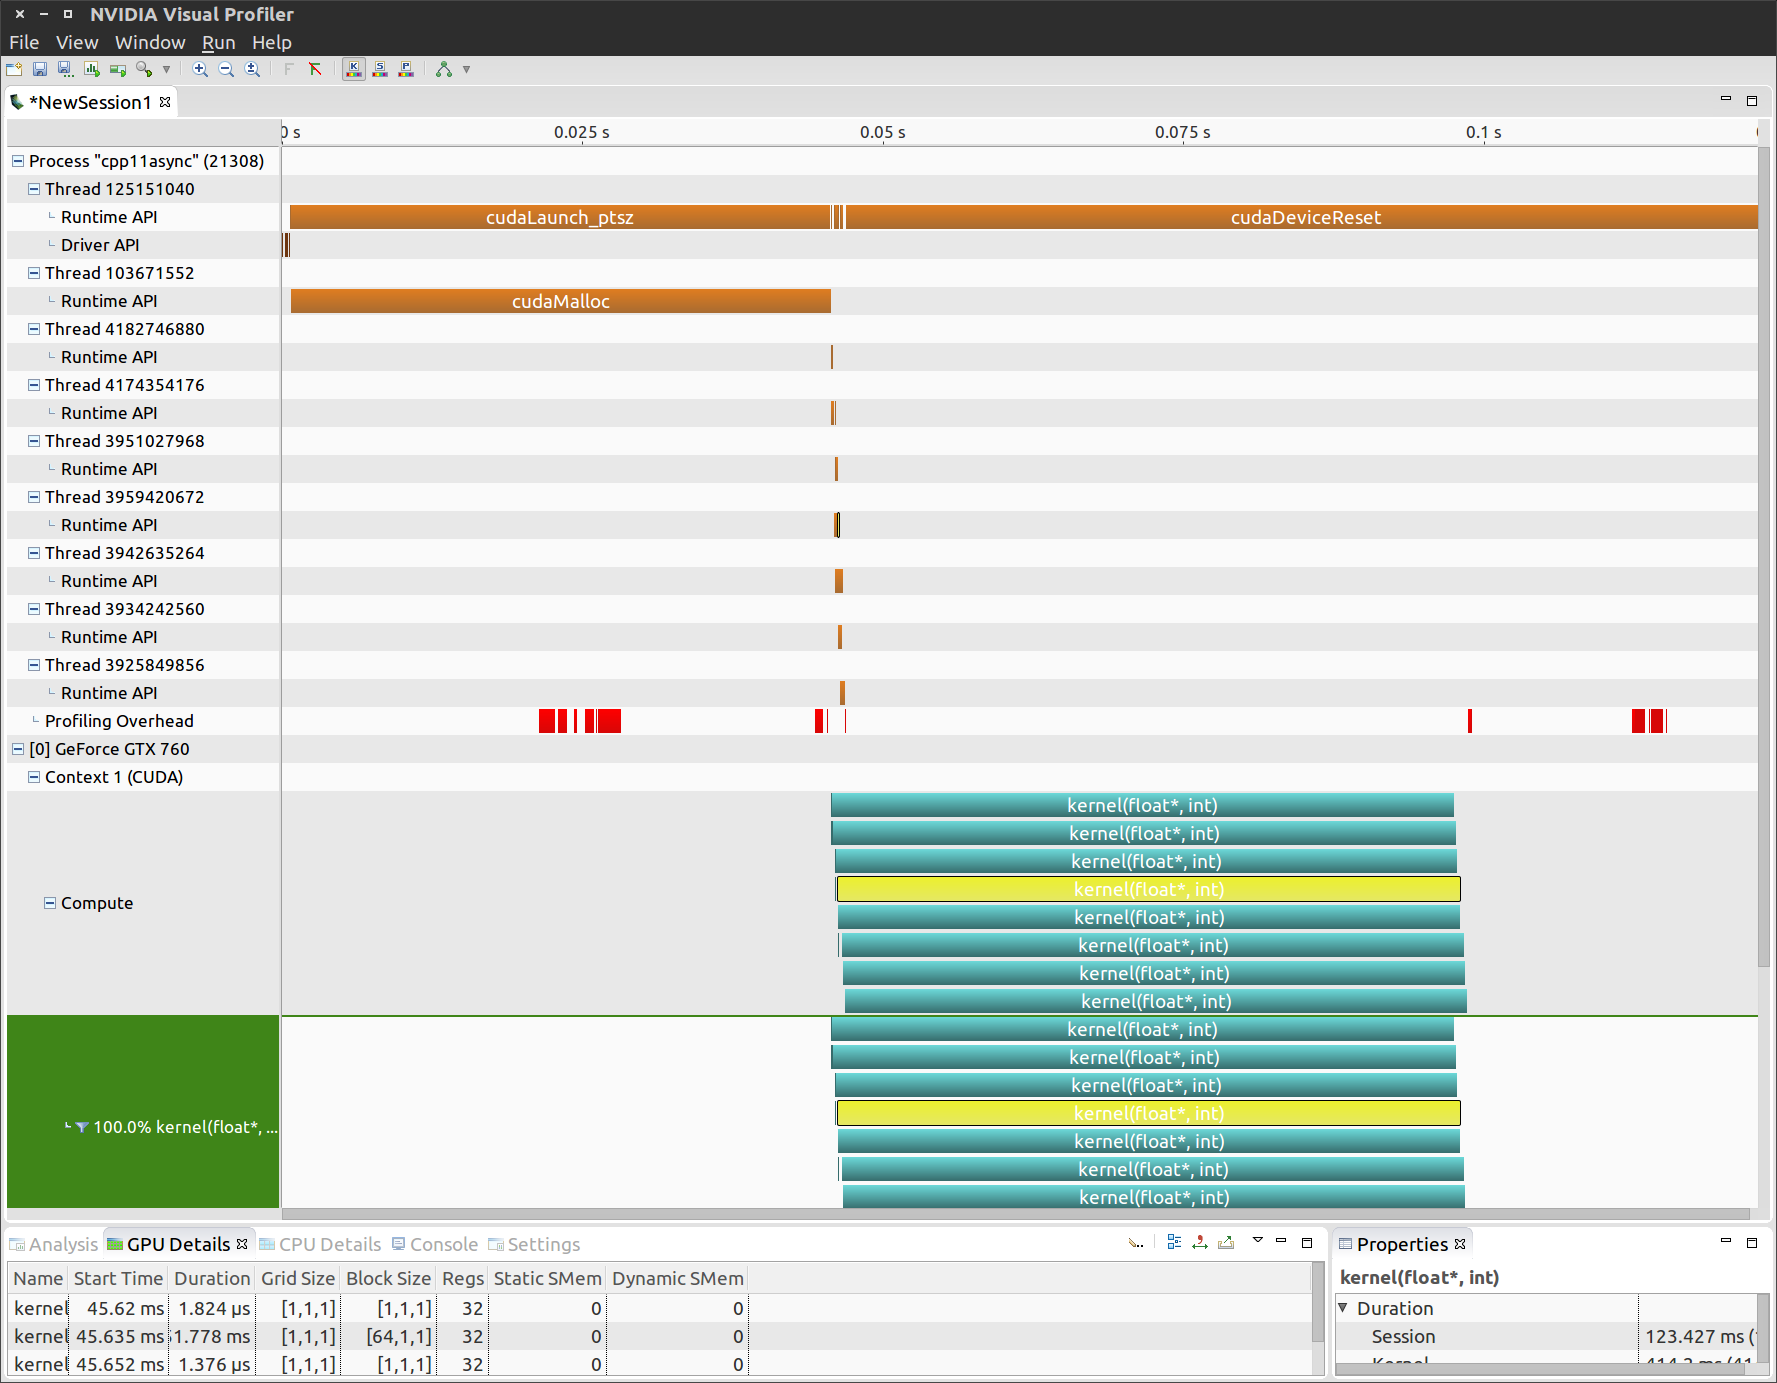 NVIDIA Visual Profiler
File View Window Run Help
*NewSession1
0 s 0.025 s 0.05 s 0.075 s 0.1 s
Process "cpp11async" (21308)
Thread 125151040
Runtime API cudaLaunch_ptsz cudaDeviceReset
Driver API
Thread 103671552
Runtime API cudaMalloc
Thread 4182746880
Runtime API
Thread 4174354176
Runtime API
Thread 3951027968
Runtime API
Thread 3959420672
Runtime API
Thread 3942635264
Runtime API
Thread 3934242560
Runtime API
Thread 3925849856
Runtime API
Profiling Overhead
[0] GeForce GTX 760
Context 1 (CUDA)
kernel(float*, int)
kernel(float*, int)
kernel(float*, int)
kernel(float*, int)
Compute
kernel(float*, int)
kernel(float*, int)
kernel(float*, int)
kernel(float*, int)
kernel(float*, int)
kernel(float*, int)
kernel(float*, int)
kernel(float*, int)
100.0% kernel(float*, ...
kernel(float*, int)
kernel(float*, int)
kernel(float*, int)
Analysis GPU Details CPU Details Console Settings
Name Start Time Duration Grid Size Block Size Regs Static SMem Dynamic SMem
kernel 45.62 ms 1.824 µs [1,1,1] [1,1,1] 32 0 0
kernel 45.635 ms 1.778 ms [1,1,1] [64,1,1] 32 0 0
kernel 45.652 ms 1.376 µs [1,1,1] [1,1,1] 32 0 0
Properties
kernel(float*, int)
Duration
Session 123.427 ms (
Kernel